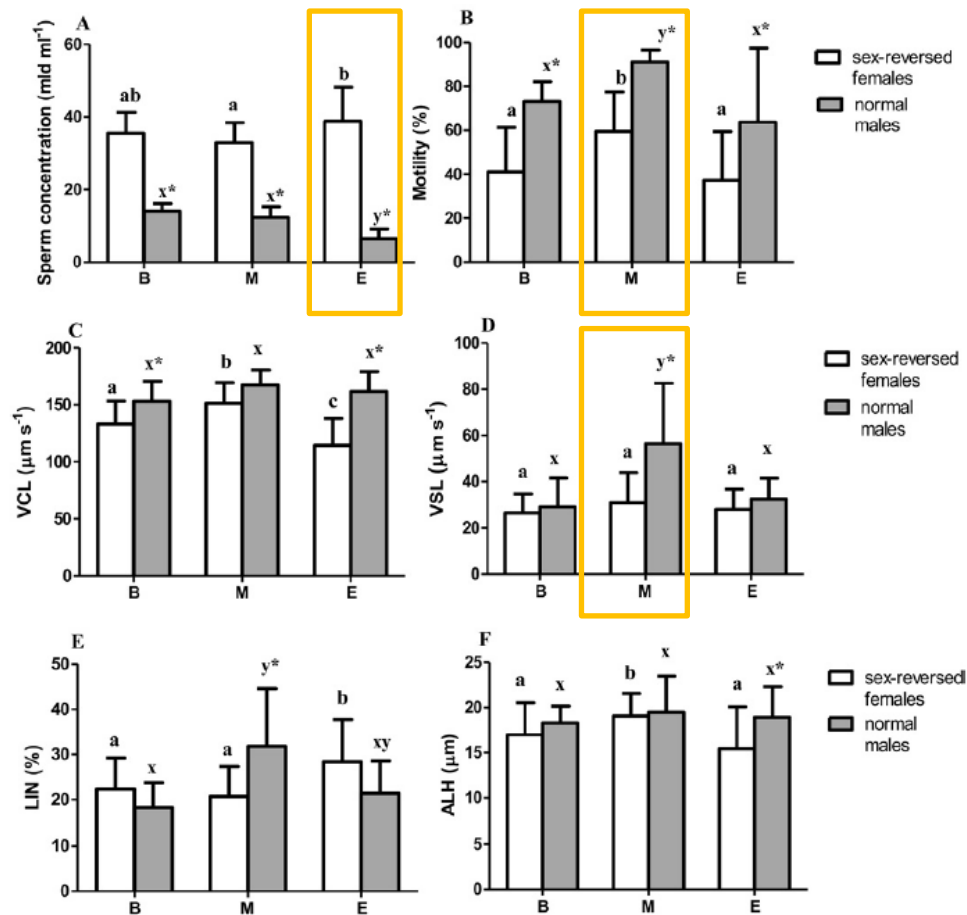 A
Sperm concentration (mld ml⁻¹)
60
40
20
0
ab
x*
a
x*
b
y*
B
M
E
B
Motility (%)
100
80
60
40
20
0
a
x*
b
y*
a
x*
B
M
E
sex-reversed
females
normal
males
C
VCL (μm s⁻¹)
200
150
100
50
0
a
x*
b
x
c
x*
B
M
E
D
VSL (μm s⁻¹)
100
80
60
40
20
0
a
x
a
y*
a
x
B
M
E
sex-reversed
females
normal
males
E
LIN (%)
50
40
30
20
10
0
a
x
a
y*
b
xy
B
M
E
F
ALH (μm)
25
20
15
10
5
0
a
x
b
x
a
x*
B
M
E
sex-reversedl
females
normal
males